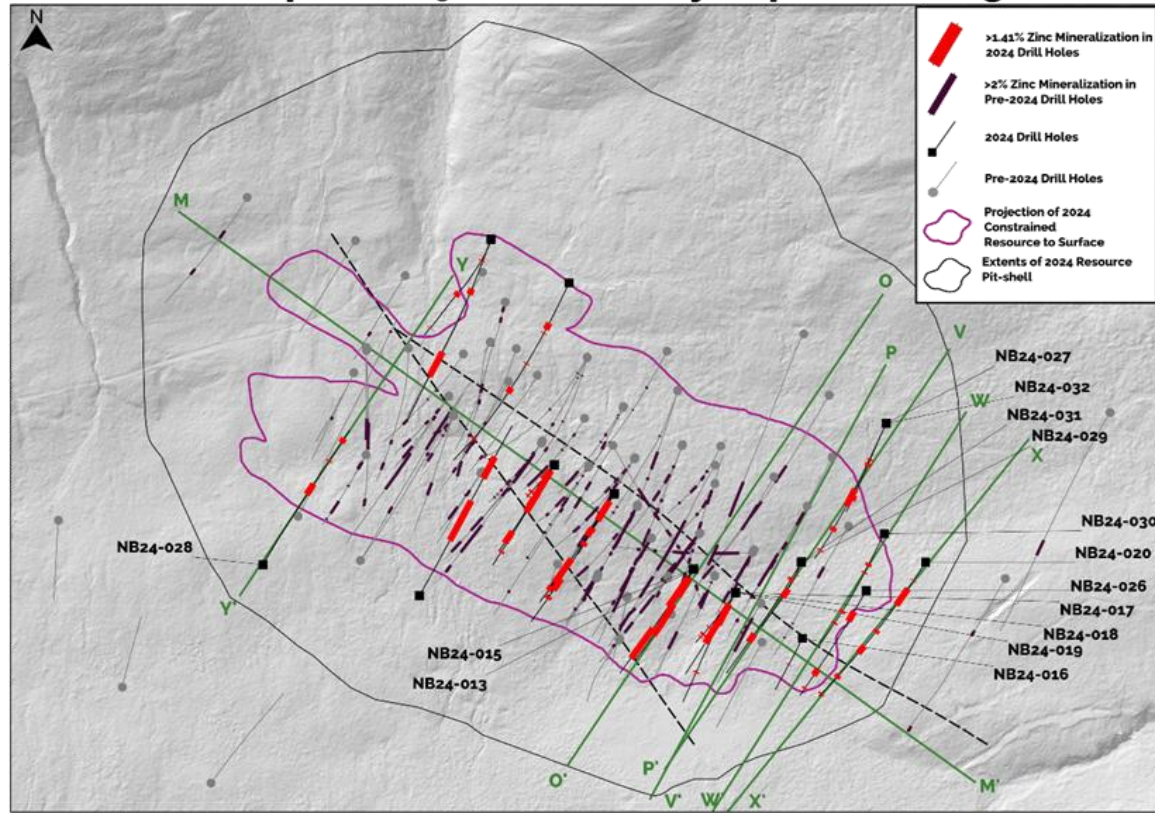 N
>1.41% Zinc Mineralization in
2024 Drill Holes
>2% Zinc Mineralization in
Pre-2024 Drill Holes
2024 Drill Holes
Pre-2024 Drill Holes
Projection of 2024
Constrained
Resource to Surface
Extents of 2024 Resource
Pit-shell
M
Y
O
V
P
NB24-027
NB24-032
W
NB24-031
NB24-029
X
NB24-030
NB24-028
NB24-020
NB24-026
Y'
NB24-017
NB24-018
NB24-015
NB24-019
NB24-016
NB24-013
O'
P'
M'
V'
W'
X'